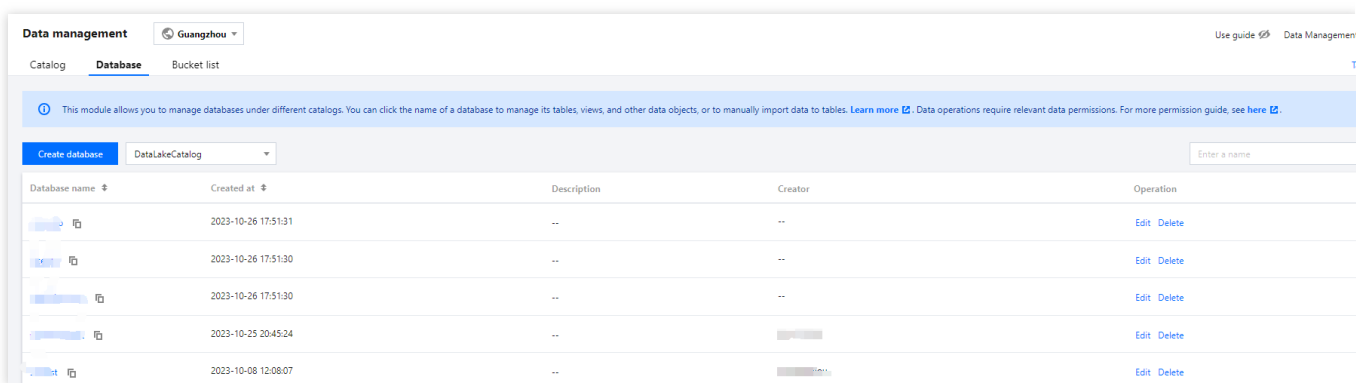 Data management Guangzhou Use guide Data Management
Catalog Database Bucket list
This module allows you to manage databases under different catalogs. You can click the name of a database to manage its tables, views, and other data objects, or to manually import data to tables. Learn more . Data operations require relevant data permissions. For more permission guide, see here .
Create database DataLakeCatalog Enter a name
Database name Created at Description Creator Operation
2023-10-26 17:51:31 -- -- Edit Delete
2023-10-26 17:51:30 -- -- Edit Delete
2023-10-26 17:51:30 -- -- Edit Delete
2023-10-25 20:45:24 -- Edit Delete
2023-10-08 12:08:07 -- Edit Delete